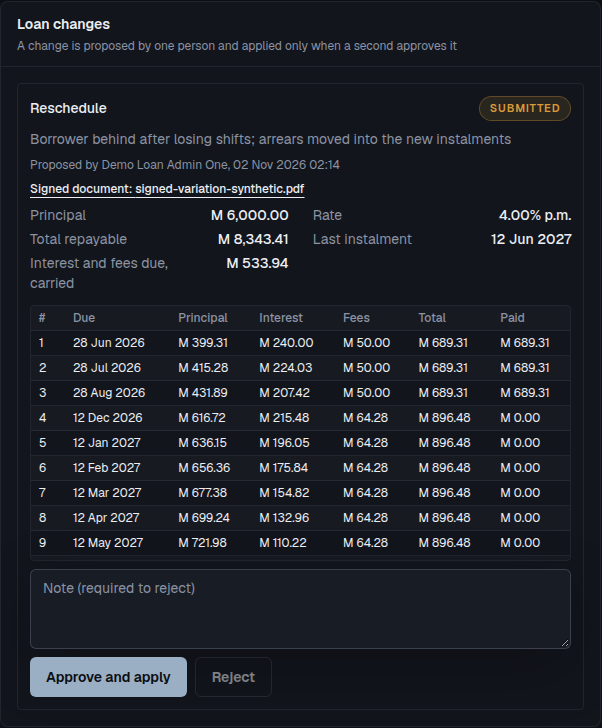 Loan changes
A change is proposed by one person and applied only when a second approves it
Reschedule SUBMITTED
Borrower behind after losing shifts; arrears moved into the new instalments
Proposed by Demo Loan Admin One, 02 Nov 2026 02:14
Signed document: signed-variation-synthetic.pdf
Principal M 6,000.00 Rate 4.00% p.m.
Total repayable M 8,343.41 Last instalment 12 Jun 2027
Interest and fees due, M 533.94
carried
# Due Principal Interest Fees Total Paid
1 28 Jun 2026 M 399.31 M 240.00 M 50.00 M 689.31 M 689.31
2 28 Jul 2026 M 415.28 M 224.03 M 50.00 M 689.31 M 689.31
3 28 Aug 2026 M 431.89 M 207.42 M 50.00 M 689.31 M 689.31
4 12 Dec 2026 M 616.72 M 215.48 M 64.28 M 896.48 M 0.00
5 12 Jan 2027 M 636.15 M 196.05 M 64.28 M 896.48 M 0.00
6 12 Feb 2027 M 656.36 M 175.84 M 64.28 M 896.48 M 0.00
7 12 Mar 2027 M 677.38 M 154.82 M 64.28 M 896.48 M 0.00
8 12 Apr 2027 M 699.24 M 132.96 M 64.28 M 896.48 M 0.00
9 12 May 2027 M 721.98 M 110.22 M 64.28 M 896.48 M 0.00
Note (required to reject)
Approve and apply Reject